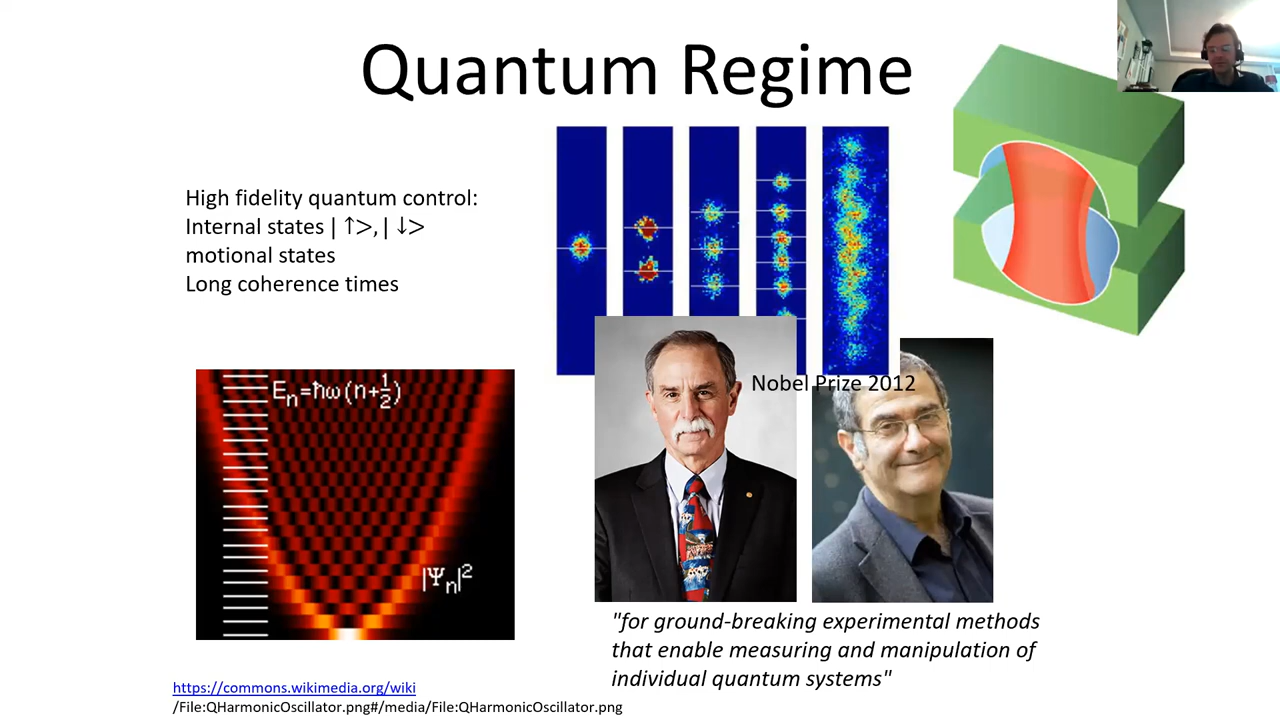 Quantum Regime
High fidelity quantum control:
Internal states | ↑>, | ↓>
motional states
Long coherence times
Eₙ=ħω(n+½)
|Ψₙ|²
Nobel Prize 2012
"for ground-breaking experimental methods
that enable measuring and manipulation of
individual quantum systems"
https://commons.wikimedia.org/wiki
/File:QHarmonicOscillator.png#/media/File:QHarmonicOscillator.png